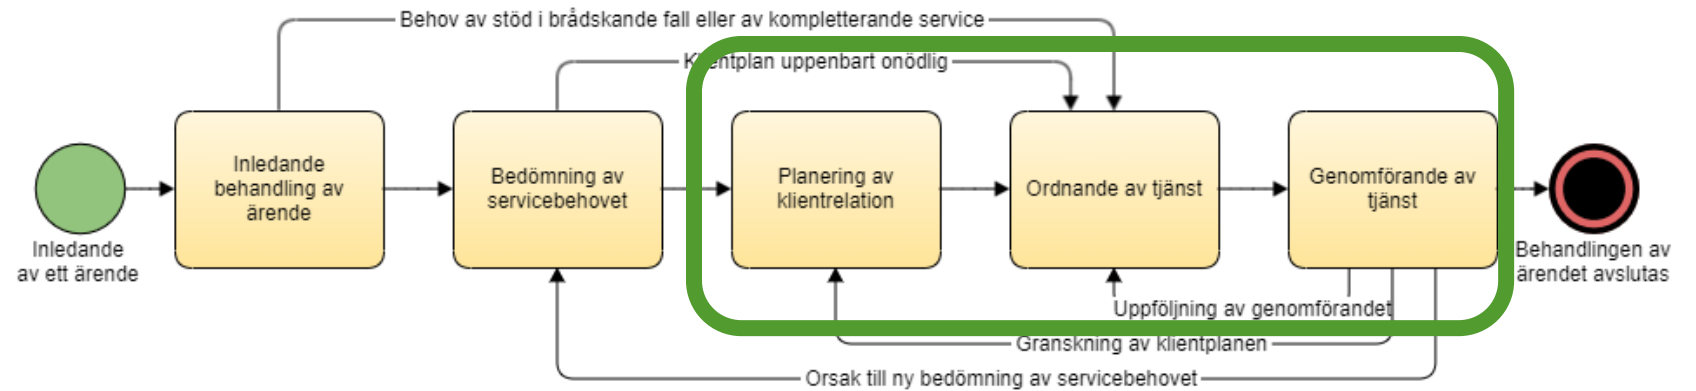 Behov av stöd i brådskande fall eller av kompletterande service
Klientplan uppenbart onödlig
Inledande
av ett ärende
Inledande
behandling av
ärende
Bedömning av
servicebehovet
Planering av
klientrelation
Ordnande av tjänst
Genomförande av
tjänst
Behandlingen av
ärendet avslutas
Uppföljning av genomförandet
Granskning av klientplanen
Orsak till ny bedömning av servicebehovet